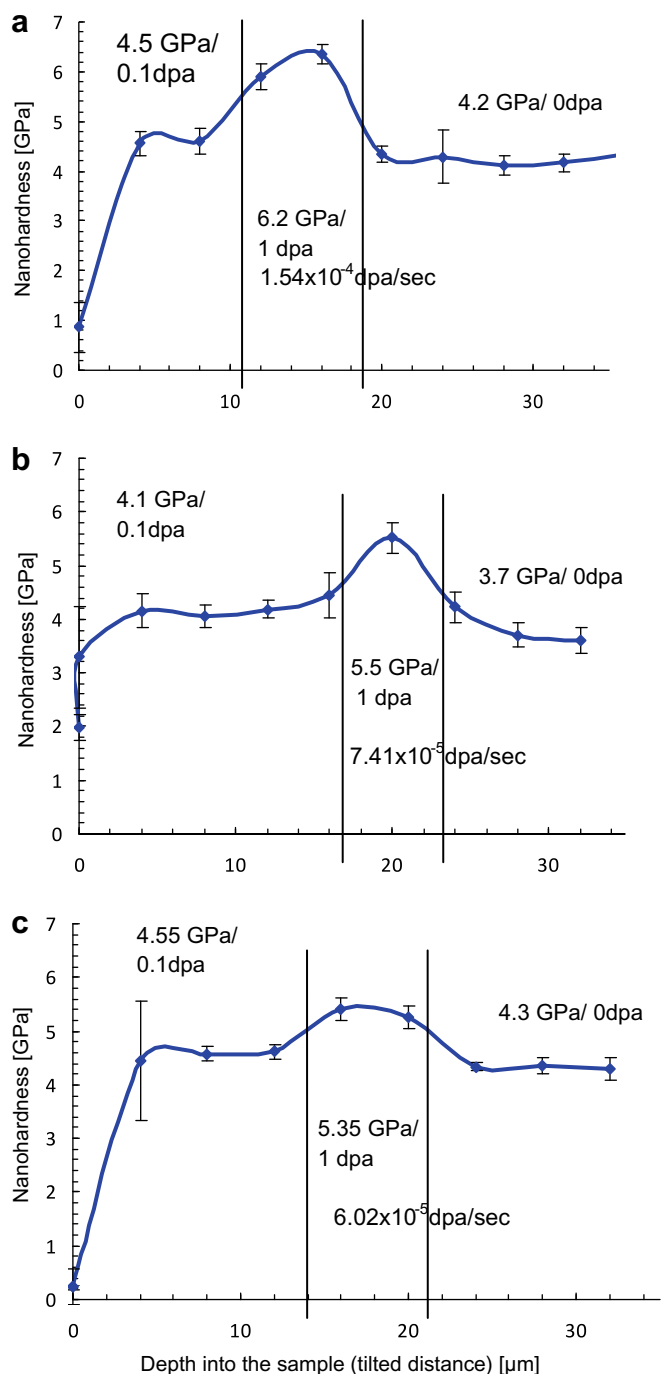 a
7
6
5
4
3
2
1
0
Nanohardness [GPa]
4.5 GPa/
0.1dpa
4.2 GPa/ 0dpa
6.2 GPa/
1 dpa
1.54x10-4dpa/sec
0 10 20 30
b
7
6
5
4
3
2
1
0
Nanohardness [GPa]
4.1 GPa/
0.1dpa
3.7 GPa/ 0dpa
5.5 GPa/
1 dpa
7.41x10-5dpa/sec
0 10 20 30
c
7
6
5
4
3
2
1
0
Nanohardness [GPa]
4.55 GPa/
0.1dpa
4.3 GPa/ 0dpa
5.35 GPa/
1 dpa
6.02x10-5dpa/sec
0 10 20 30
Depth into the sample (tilted distance) [µm]